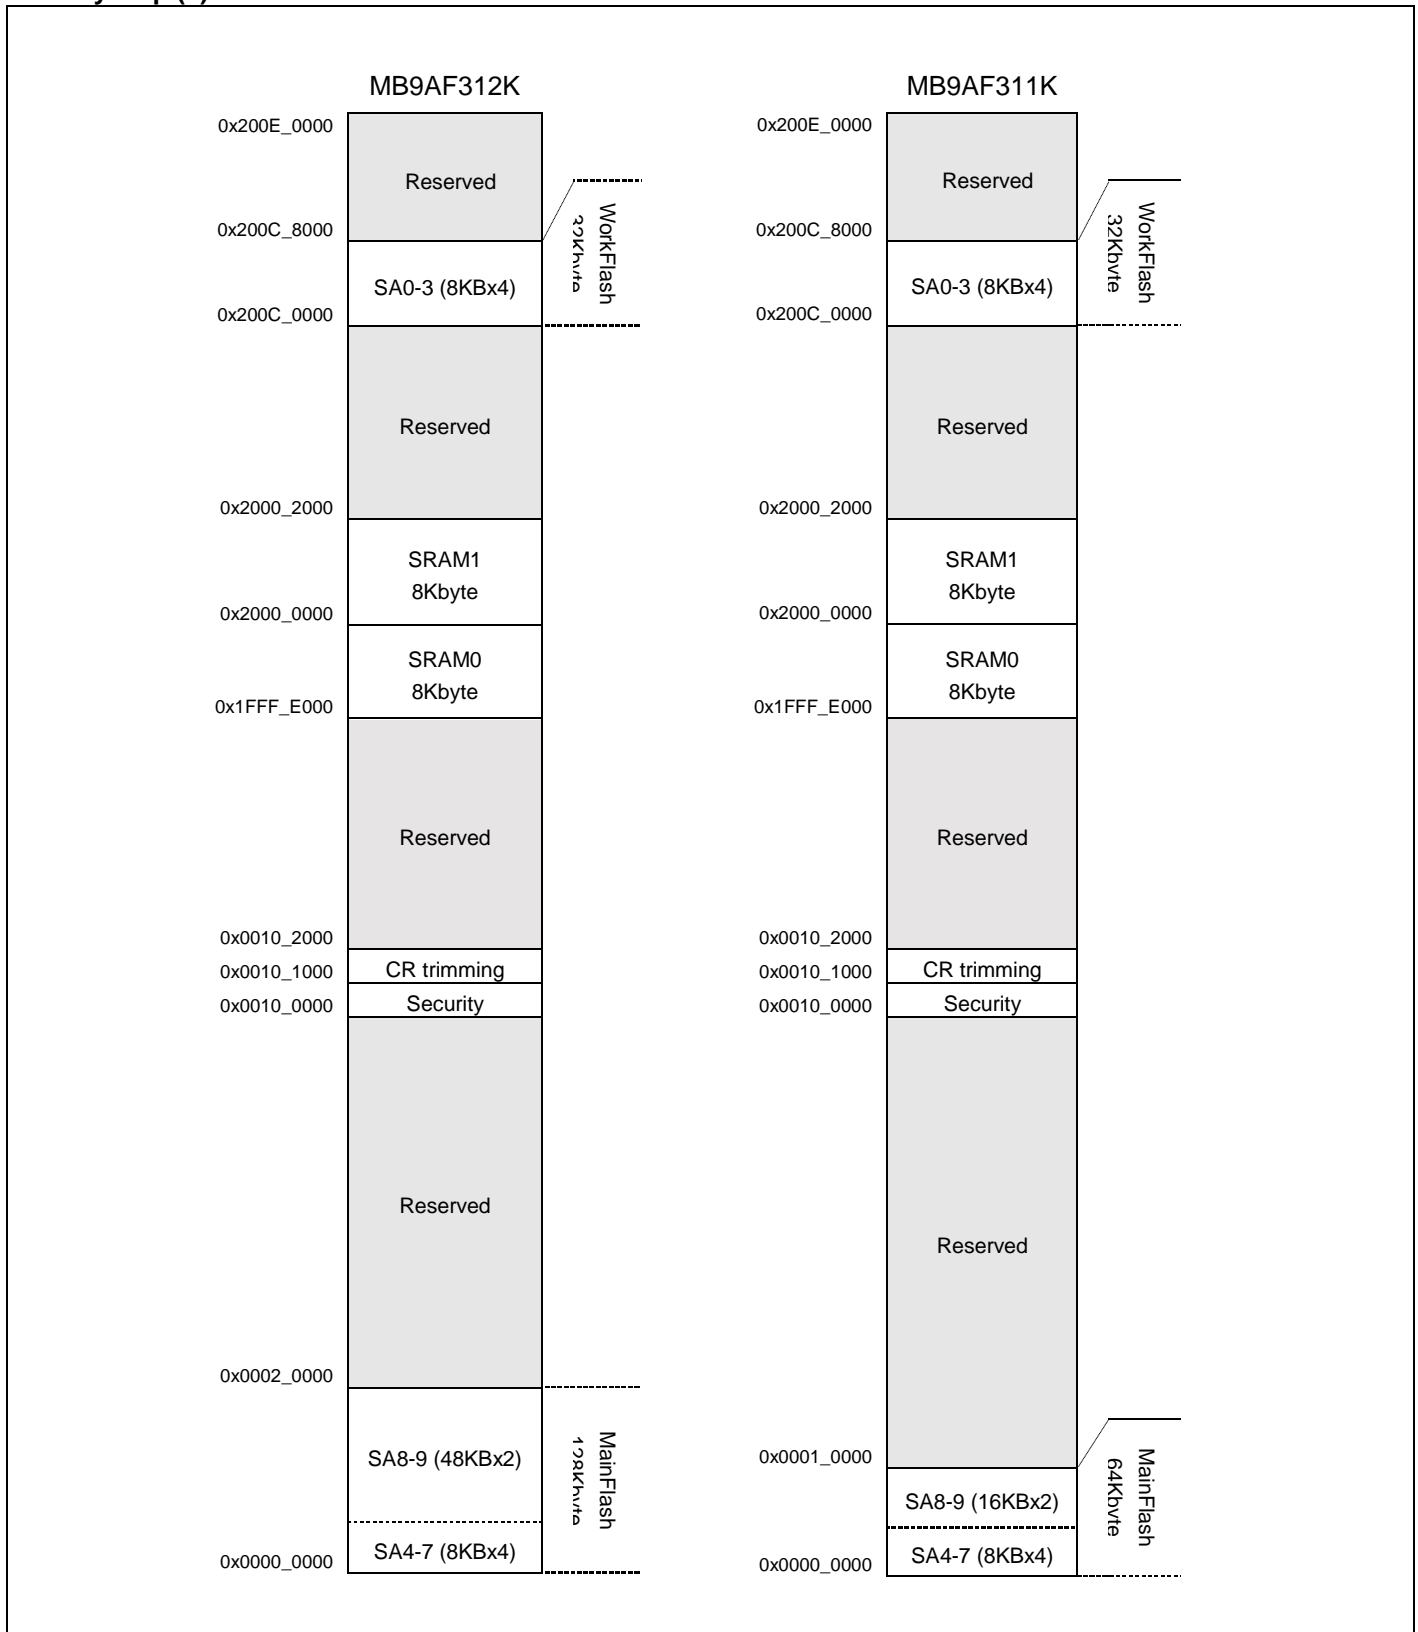 MB9AF312K
0x200E_0000
Reserved
0x200C_8000
SA0-3 (8KBx4)
0x200C_0000
WorkFlash
32Kbyte
Reserved
0x2000_2000
SRAM1
8Kbyte
0x2000_0000
SRAM0
8Kbyte
0x1FFF_E000
Reserved
0x0010_2000
CR trimming
0x0010_1000
Security
0x0010_0000
Reserved
0x0002_0000
SA8-9 (48KBx2)
SA4-7 (8KBx4)
0x0000_0000
MainFlash
128Kbyte
MB9AF311K
0x200E_0000
Reserved
0x200C_8000
SA0-3 (8KBx4)
0x200C_0000
WorkFlash
32Kbyte
Reserved
0x2000_2000
SRAM1
8Kbyte
0x2000_0000
SRAM0
8Kbyte
0x1FFF_E000
Reserved
0x0010_2000
CR trimming
0x0010_1000
Security
0x0010_0000
Reserved
0x0001_0000
SA8-9 (16KBx2)
SA4-7 (8KBx4)
0x0000_0000
MainFlash
64Kbyte